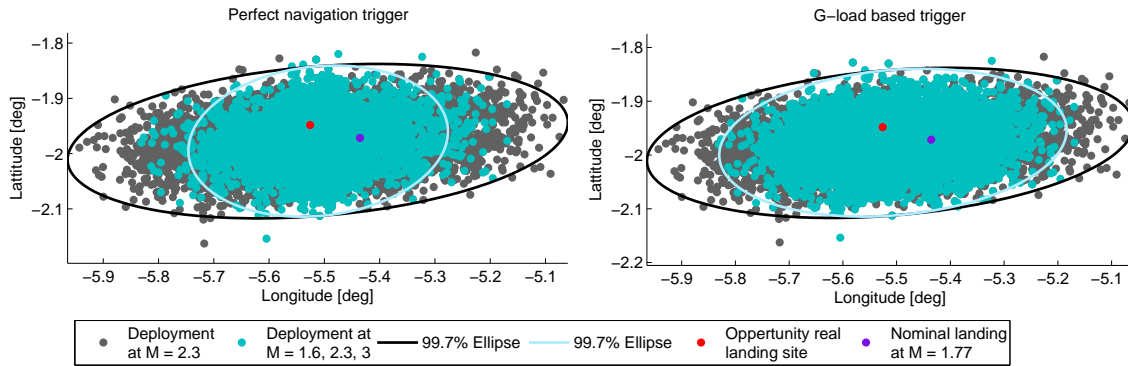 Perfect navigation trigger
−1.8
−1.9
−2
−2.1
Lattitude [deg]
−5.9 −5.8 −5.7 −5.6 −5.5 −5.4 −5.3 −5.2 −5.1
Longitude [deg]
G−load based trigger
−1.8
−1.9
−2
−2.1
−2.2
Lattitude [deg]
−5.9 −5.8 −5.7 −5.6 −5.5 −5.4 −5.3 −5.2 −5.1
Longitude [deg]
Deployment
at M = 2.3
Deployment at
M = 1.6, 2.3, 3
99.7% Ellipse
99.7% Ellipse
Opportunity real
landing site
Nominal landing
at M = 1.77